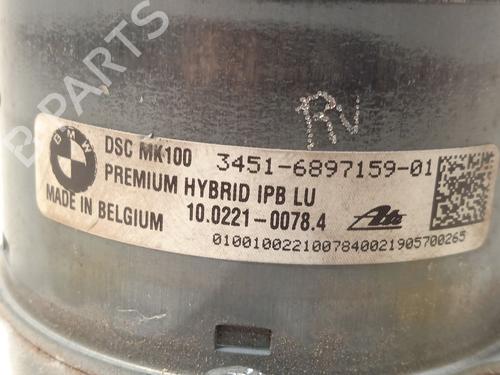 B-PARTS
RV
BMW
DSC MK100 3451-6897159-01
PREMIUM HYBRID IPB LU
MADE IN BELGIUM 10.0221-0078.4 Ate
0100100221007840021905700265